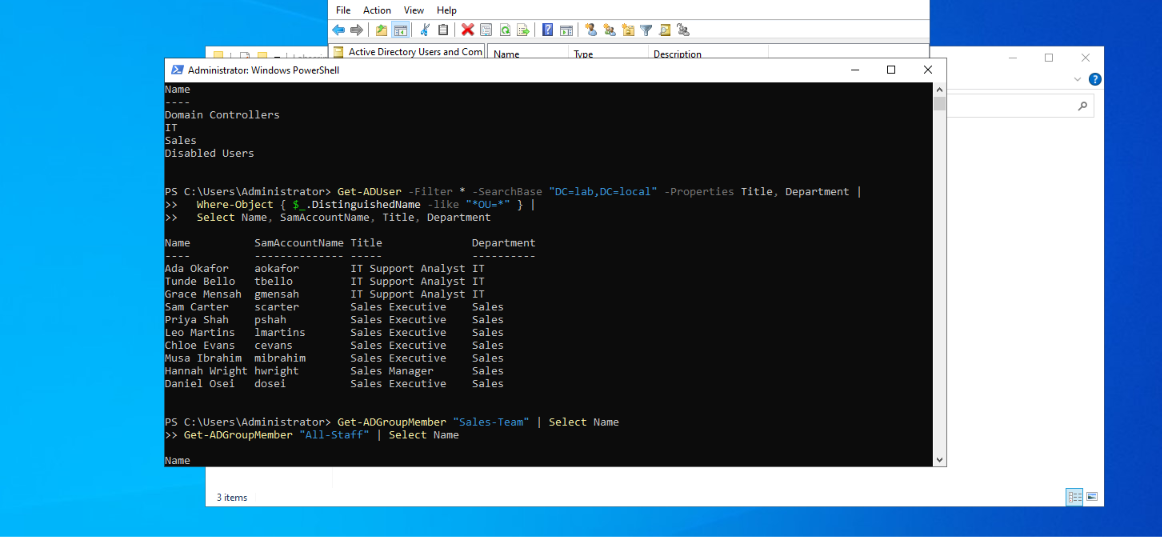 File Action View Help
Active Directory Users and Com
Name Type Description
Administrator: Windows PowerShell
Name
----
Domain Controllers
IT
Sales
Disabled Users
PS C:\Users\Administrator> Get-ADUser -Filter * -SearchBase "DC=lab,DC=local" -Properties Title, Department |
>> Where-Object { $_.DistinguishedName -like "*OU=*" } |
>> Select Name, SamAccountName, Title, Department
Name SamAccountName Title Department
---- -------------- ----- ----------
Ada Okafor aokafor IT Support Analyst IT
Tunde Bello tbello IT Support Analyst IT
Grace Mensah gmensah IT Support Analyst IT
Sam Carter scarter Sales Executive Sales
Priya Shah pshah Sales Executive Sales
Leo Martins lmartins Sales Executive Sales
Chloe Evans cevans Sales Executive Sales
Musa Ibrahim mibrahim Sales Executive Sales
Hannah Wright hwright Sales Manager Sales
Daniel Osei dosei Sales Executive Sales
PS C:\Users\Administrator> Get-ADGroupMember "Sales-Team" | Select Name
>> Get-ADGroupMember "All-Staff" | Select Name
Name
3 items